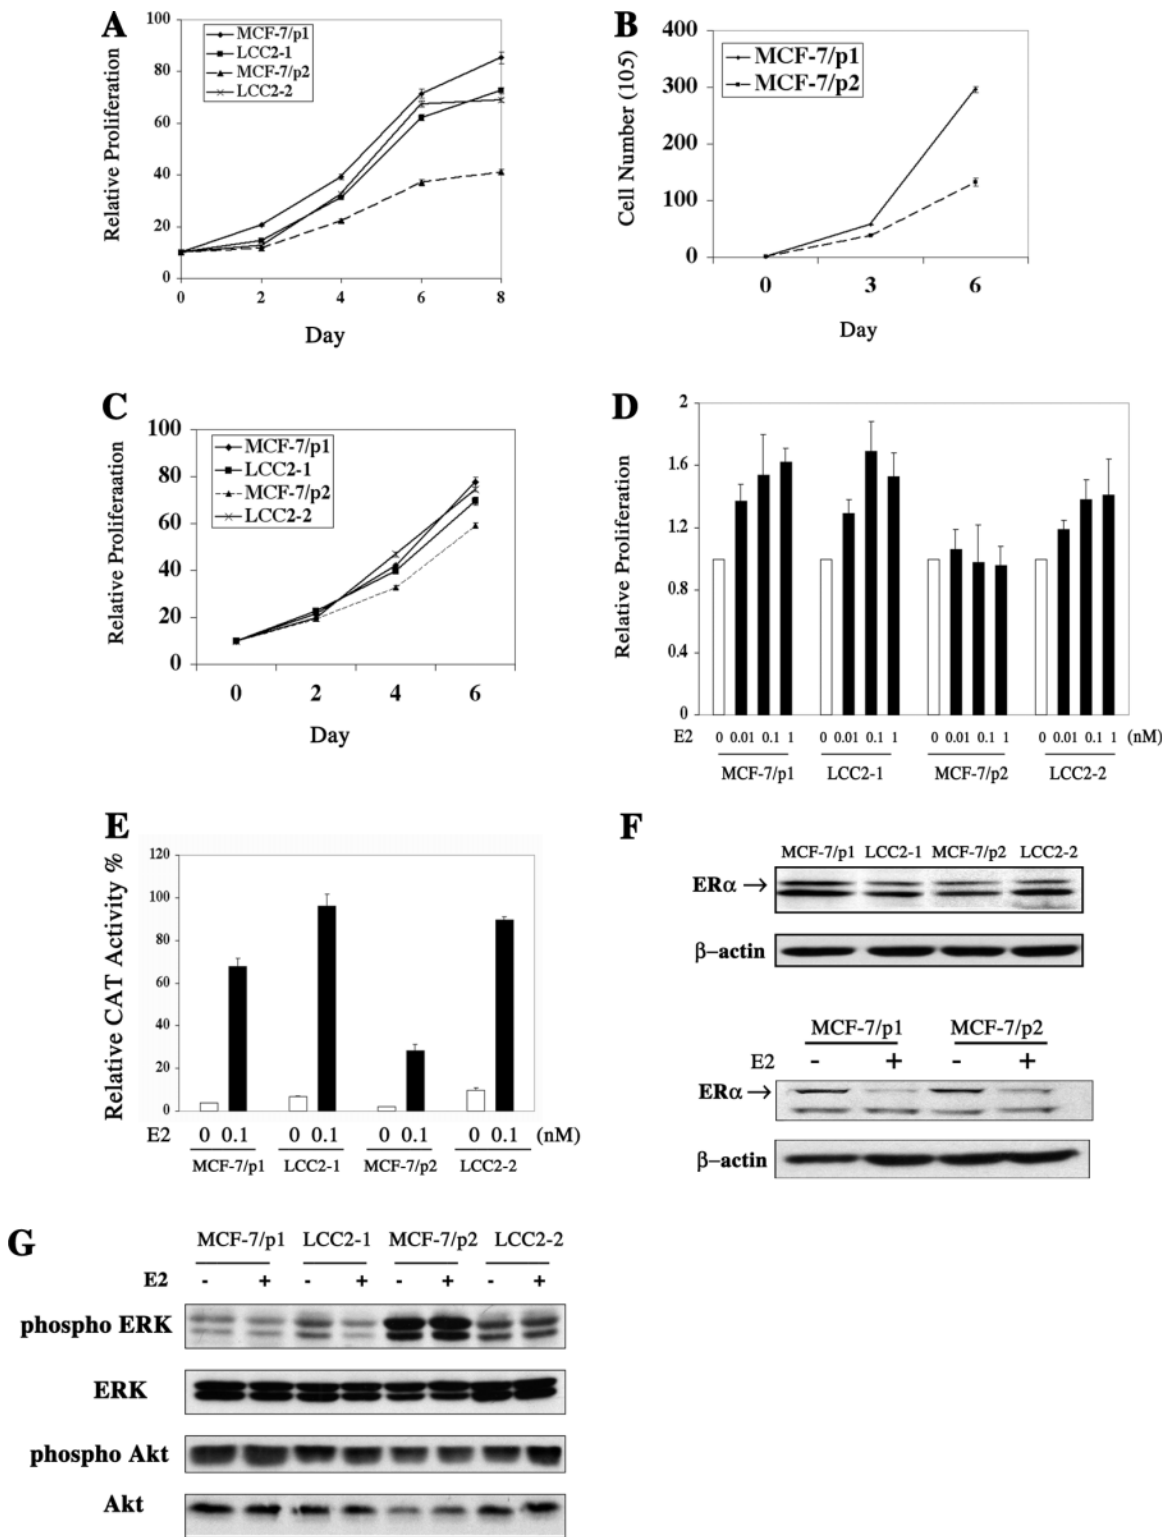 A
100
80
60
40
20
0
Relative Proliferation
MCF-7/p1
LCC2-1
MCF-7/p2
LCC2-2
0 2 4 6 8
Day
B
400
300
200
100
0
Cell Number (105)
MCF-7/p1
MCF-7/p2
0 3 6
Day
C
100
80
60
40
20
0
Relative Proliferaation
MCF-7/p1
LCC2-1
MCF-7/p2
LCC2-2
0 2 4 6
Day
D
2
1.6
1.2
0.8
0.4
0
Relative Proliferation
E2 0 0.01 0.1 1 0 0.01 0.1 1 0 0.01 0.1 1 0 0.01 0.1 1 (nM)
MCF-7/p1 LCC2-1 MCF-7/p2 LCC2-2
E
120
100
80
60
40
20
0
Relative CAT Activity %
E2 0 0.1 0 0.1 0 0.1 0 0.1 (nM)
MCF-7/p1 LCC2-1 MCF-7/p2 LCC2-2
F
MCF-7/p1 LCC2-1 MCF-7/p2 LCC2-2
ERα →
β-actin
MCF-7/p1 MCF-7/p2
E2 - + - +
ERα →
β-actin
G
MCF-7/p1 LCC2-1 MCF-7/p2 LCC2-2
E2 - + - + - + - +
phospho ERK
ERK
phospho Akt
Akt